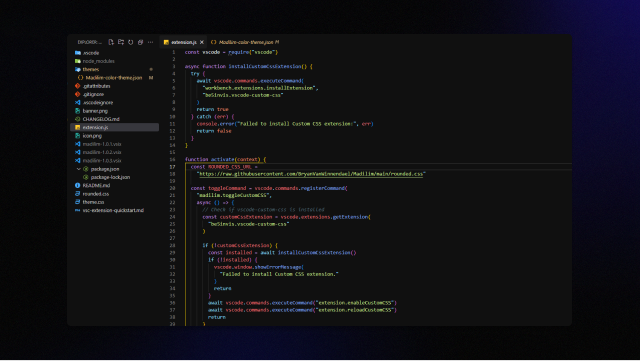 EXPLORER: ...
.vscode
node_modules
themes
Madilim-color-theme.json M
.gitattributes
.gitignore
.vscodeignore
banner.png
CHANGELOG.md
extension.js
icon.png
madilim-1.0.1.vsix
madilim-1.0.2.vsix
madilim-1.0.3.vsix
package.json
package-lock.json
README.md
rounded.css
theme.css
vsc-extension-quickstart.md
extension.js
Madilim-color-theme.json M
1 const vscode = require("vscode")
2
3 async function installCustomCssExtension() {
4 try {
5 await vscode.commands.executeCommand(
6 "workbench.extensions.installExtension",
7 "be5invis.vscode-custom-css"
8 )
9 return true
10 } catch (err) {
11 console.error("Failed to install Custom CSS extension:", err)
12 return false
13 }
14 }
15
16 function activate(context) {
17 const ROUNDED_CSS_URL =
18 "https://raw.githubusercontent.com/BryanVanWinnendael/Madilim/main/rounded.css"
19
20 const toggleCommand = vscode.commands.registerCommand(
21 "madilim.toggleCustomCSS",
22 async () => {
23 // Check if vscode-custom-css is installed
24 const customCssExtension = vscode.extensions.getExtension(
25 "be5invis.vscode-custom-css"
26 )
27
28 if (!customCssExtension) {
29 const installed = await installCustomCssExtension()
30 if (!installed) {
31 vscode.window.showErrorMessage(
32 "Failed to install Custom CSS extension."
33 )
34 return
35 }
36 await vscode.commands.executeCommand("extension.enableCustomCSS")
37 await vscode.commands.executeCommand("extension.reloadCustomCSS")
38 return
39 }